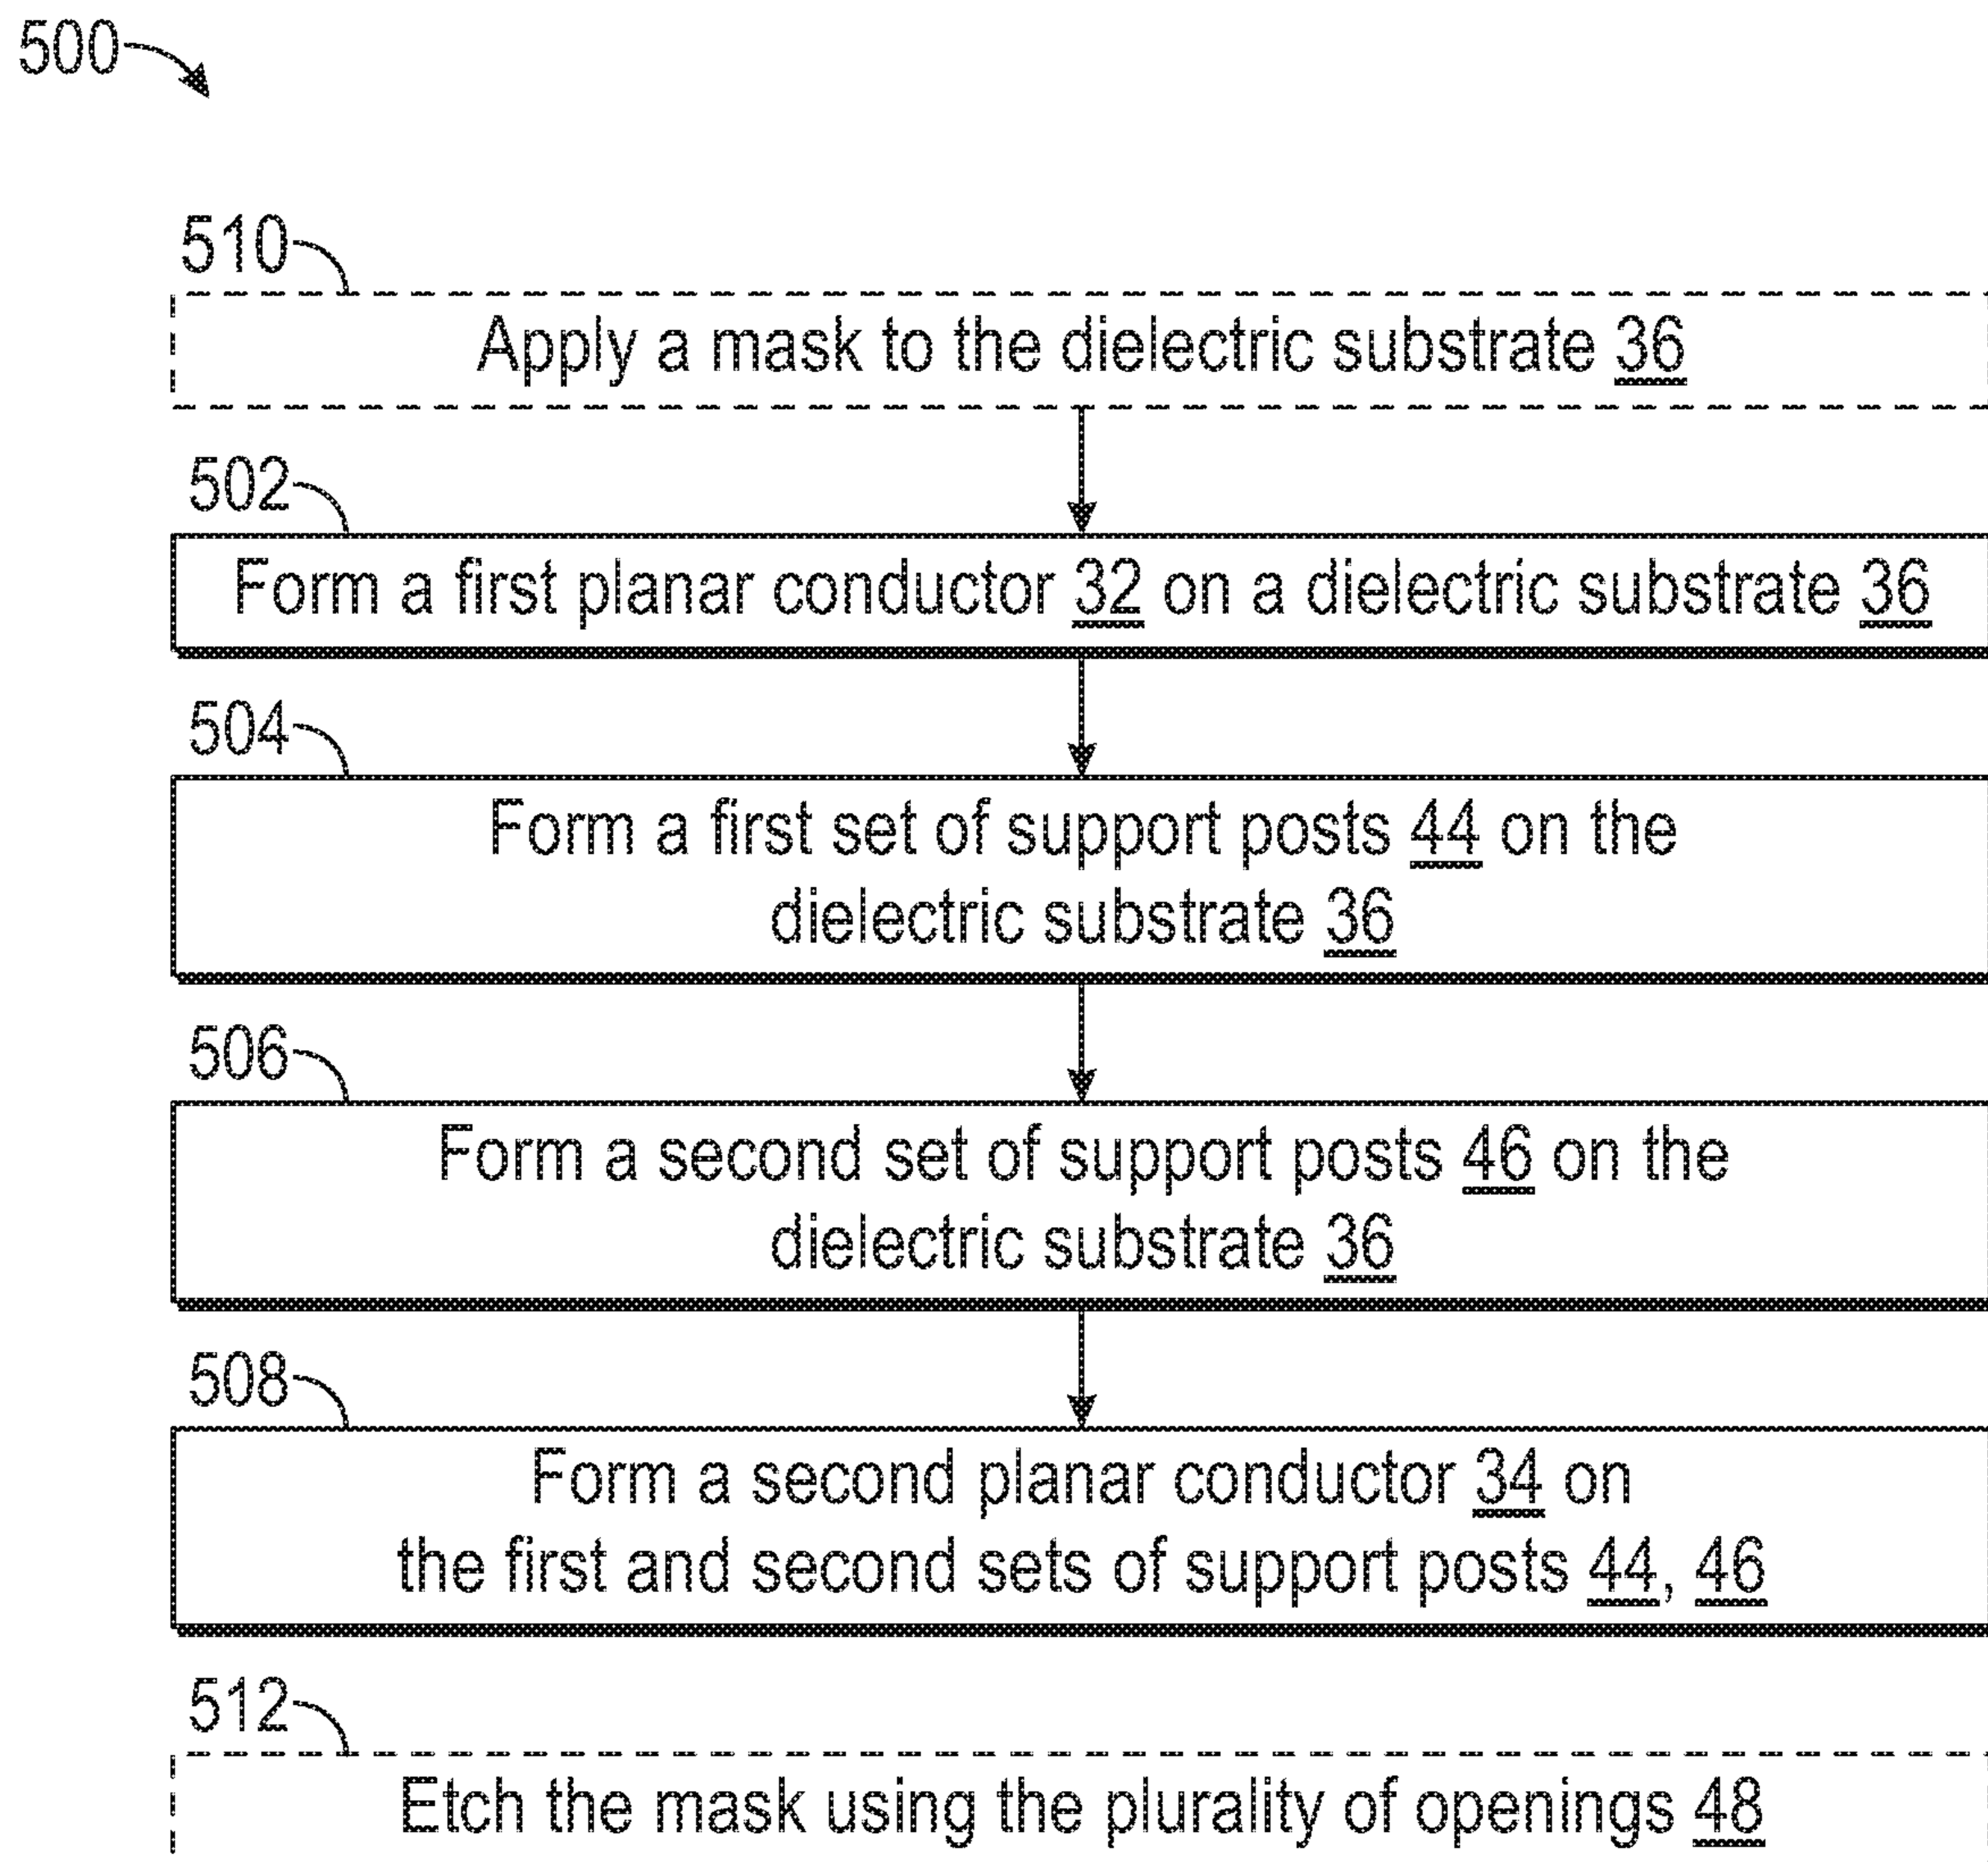 500
510
Apply a mask to the dielectric substrate 36
502
Form a first planar conductor 32 on a dielectric substrate 36
504
Form a first set of support posts 44 on the
dielectric substrate 36
506
Form a second set of support posts 46 on the
dielectric substrate 36
508
Form a second planar conductor 34 on
the first and second sets of support posts 44, 46
512
Etch the mask using the plurality of openings 48